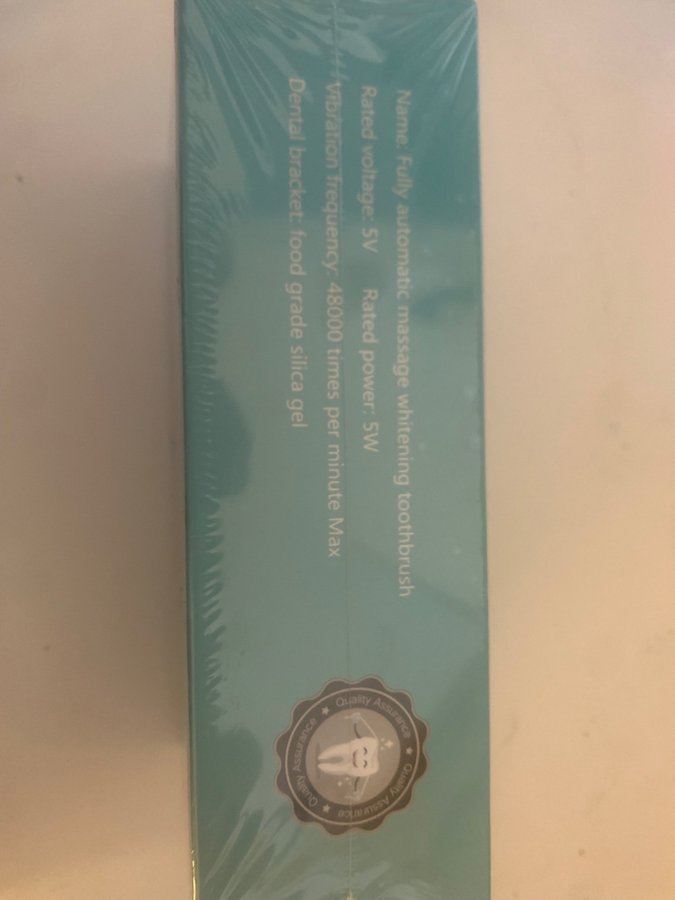 Name: Fully automatic massage whitening toothbrush
Rated voltage: 5V Rated power: 5W
Vibration frequency: 48000 times per minute Max
Dental bracket: food grade silica gel
Quality Assurance
Quality Assurance
Quality Assurance